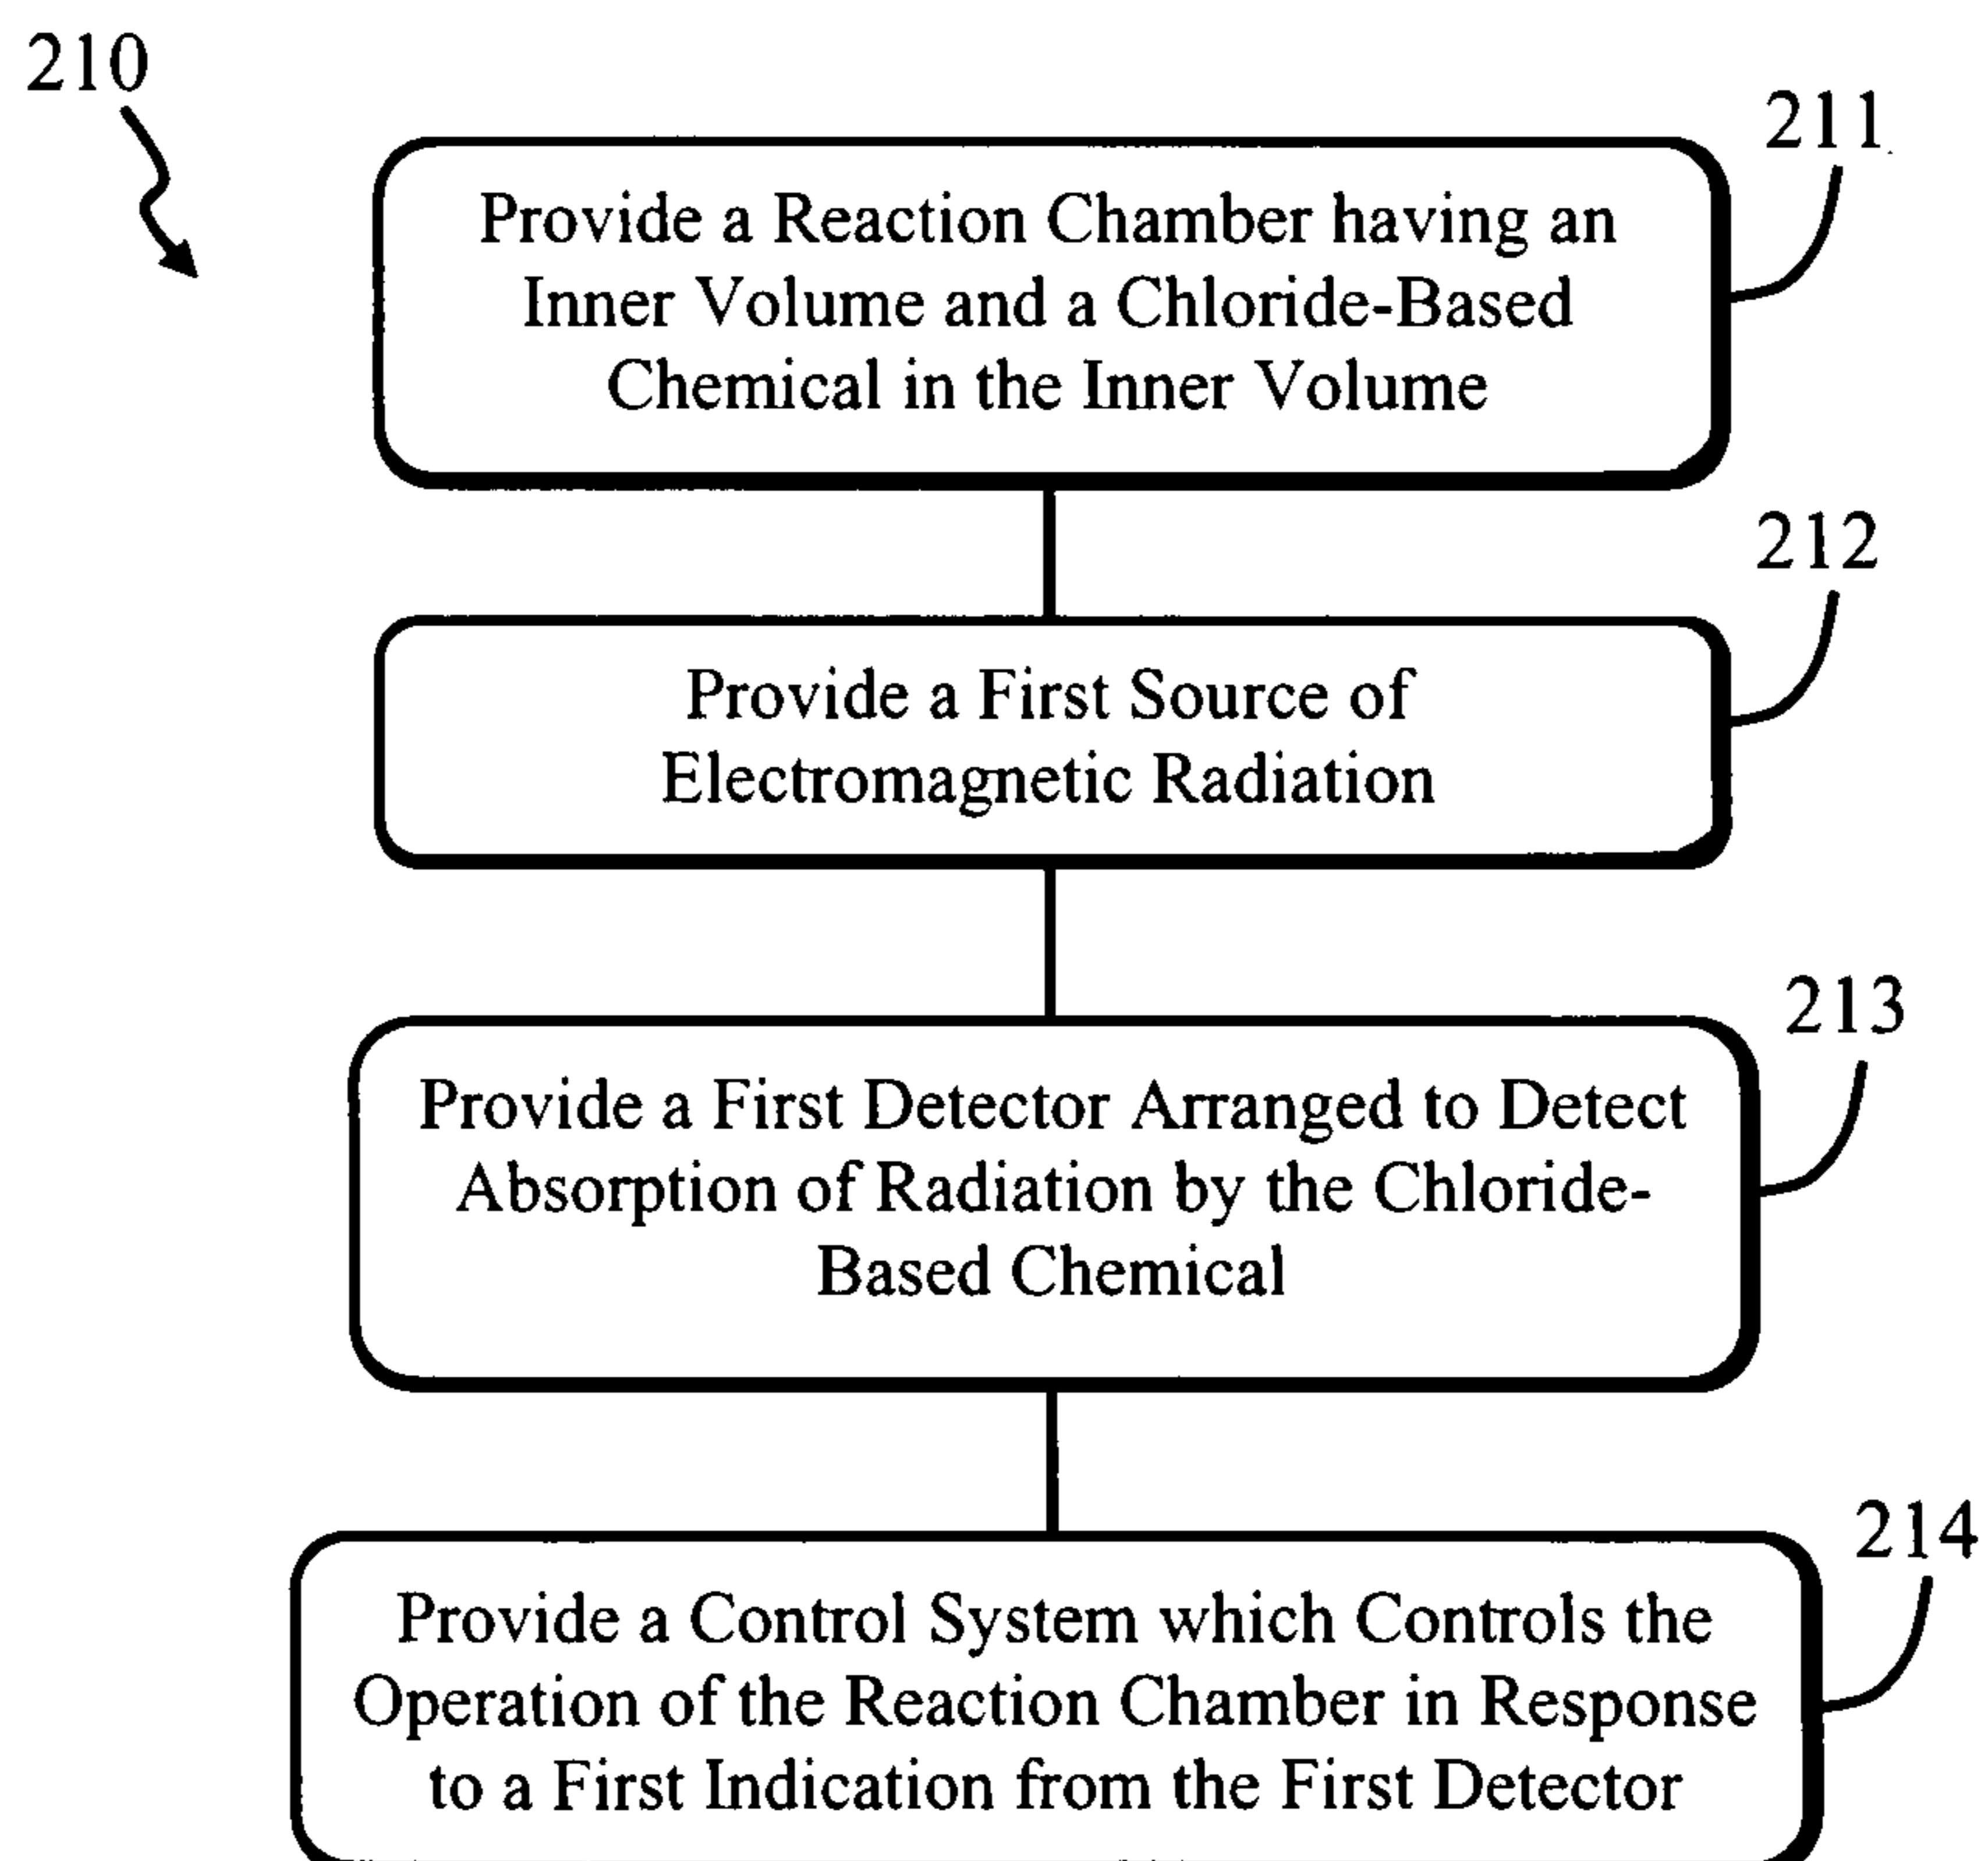 210
211
Provide a Reaction Chamber having an
Inner Volume and a Chloride-Based
Chemical in the Inner Volume
212
Provide a First Source of
Electromagnetic Radiation
213
Provide a First Detector Arranged to Detect
Absorption of Radiation by the Chloride-
Based Chemical
214
Provide a Control System which Controls the
Operation of the Reaction Chamber in Response
to a First Indication from the First Detector